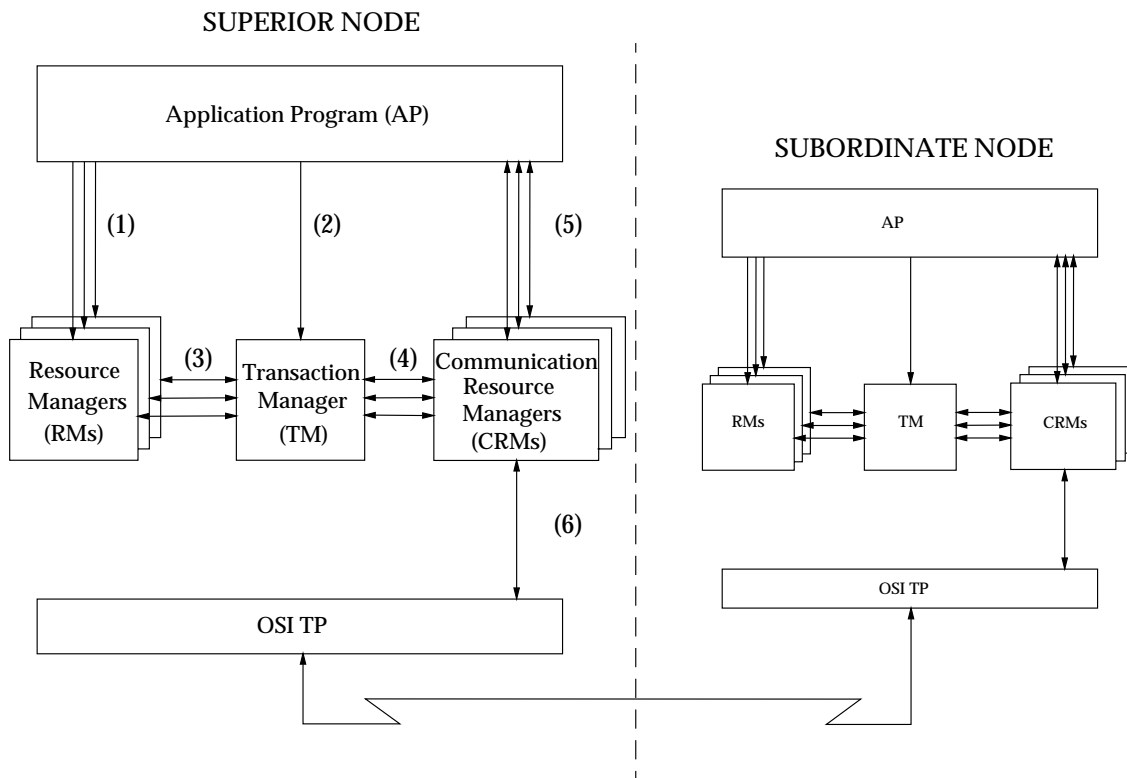 SUPERIOR NODE
Application Program (AP)
(1)
(2)
(5)
(3)
(4)
Resource
Managers
(RMs)
Transaction
Manager
(TM)
Communication
Resource
Managers
(CRMs)
(6)
OSI TP
SUBORDINATE NODE
AP
RMs
TM
CRMs
OSI TP